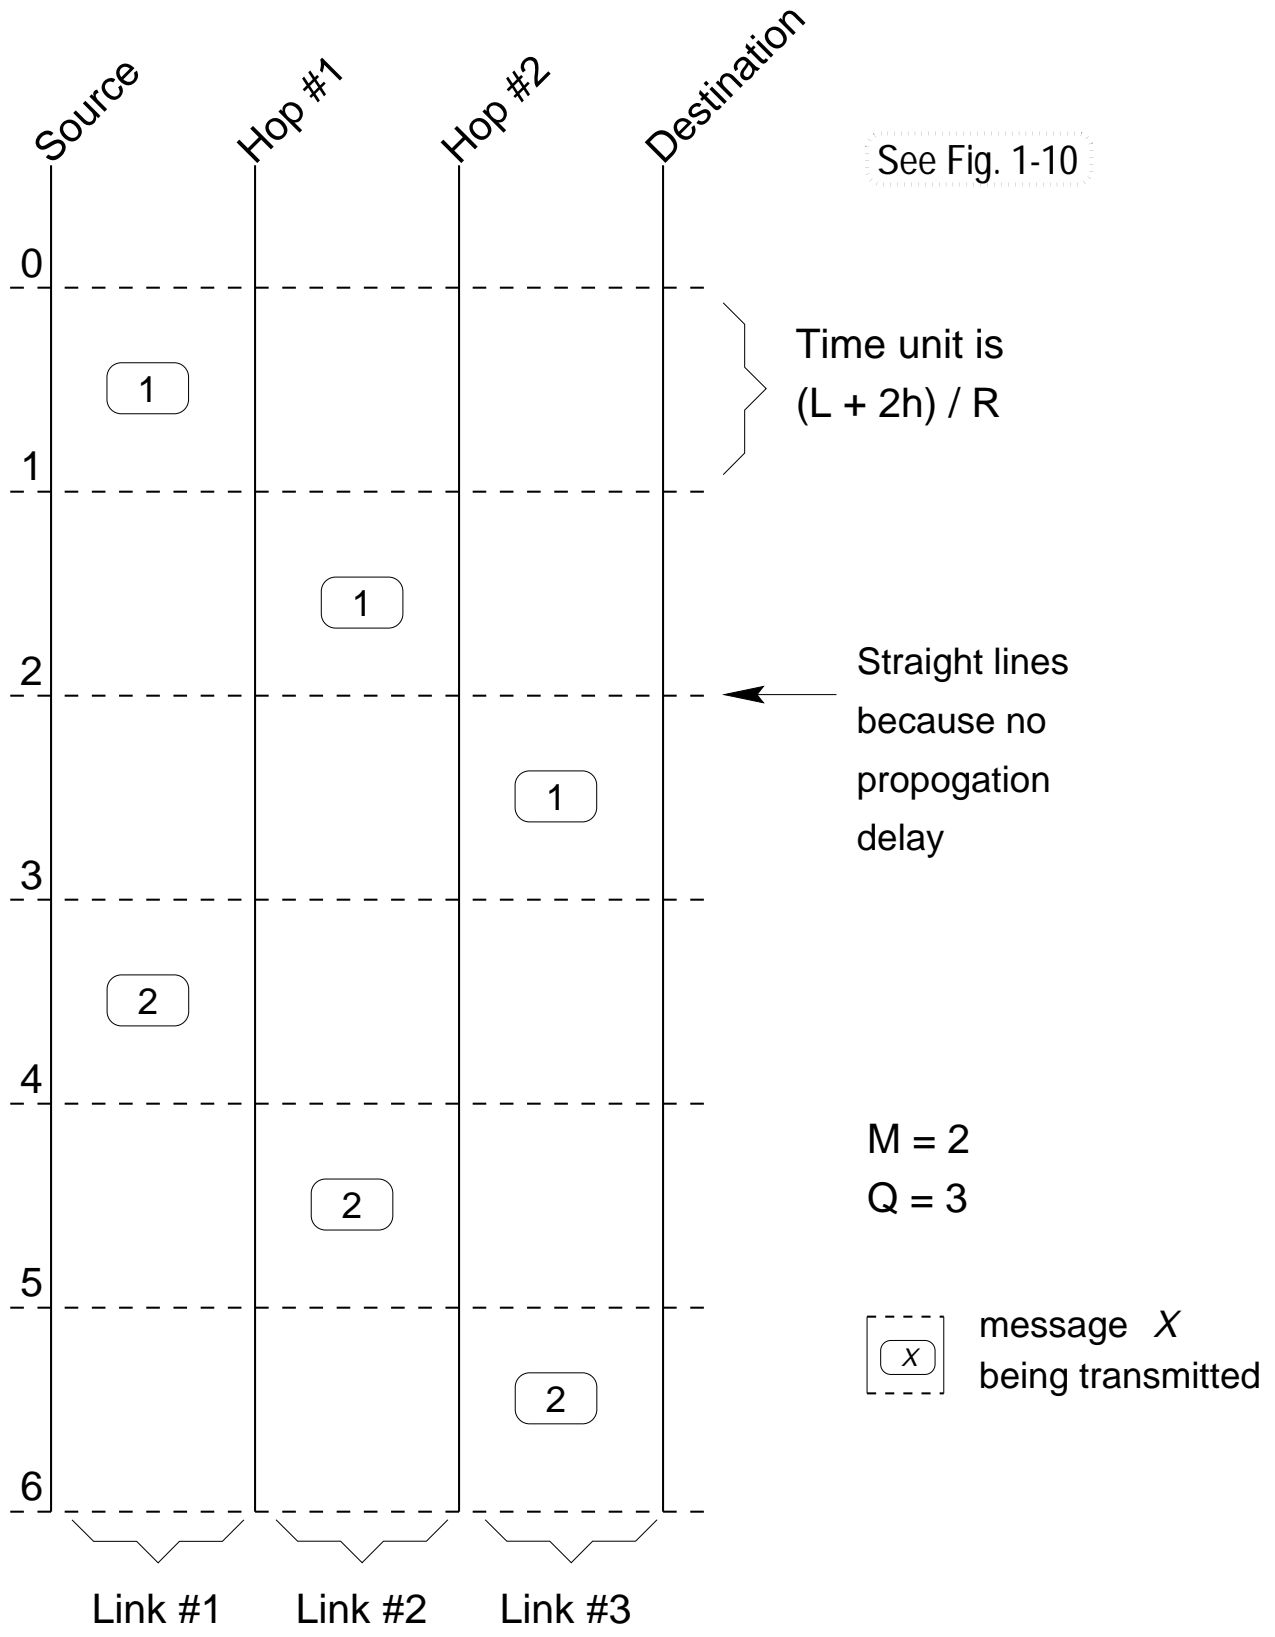 Source
Hop #1
Hop #2
Destination
See Fig. 1-10
0
Time unit is
(L + 2h) / R
1
1
1
2
Straight lines
because no
propogation
delay
1
3
2
4
M = 2
Q = 3
2
5
message X
being transmitted
X
2
6
Link #1
Link #2
Link #3